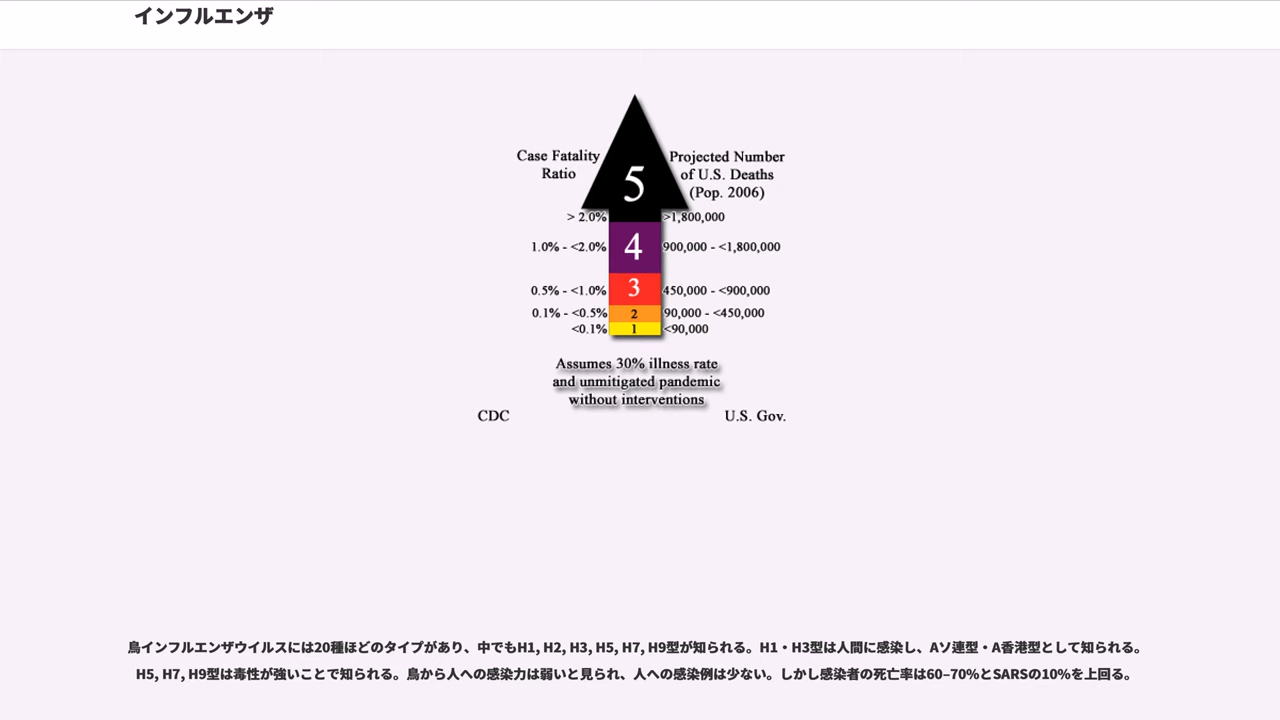 インフルエンザ
Case Fatality
Ratio
5
Projected Number
of U.S. Deaths
(Pop. 2006)
> 2.0%
>1,800,000
1.0% - <2.0%
4
900,000 - <1,800,000
0.5% - <1.0%
3
450,000 - <900,000
0.1% - <0.5%
2
90,000 - <450,000
<0.1%
1
<90,000
Assumes 30% illness rate
and unmitigated pandemic
without interventions
CDC
U.S. Gov.
鳥インフルエンザウイルスには20種ほどのタイプがあり、中でもH1, H2, H3, H5, H7, H9型が知られる。H1・H3型は人間に感染し、Aソ連型・A香港型として知られる。
H5, H7, H9型は毒性が強いことで知られる。鳥から人への感染力は弱いと見られ、人への感染例は少ない。しかし感染者の死亡率は60–70%とSARSの10%を上回る。